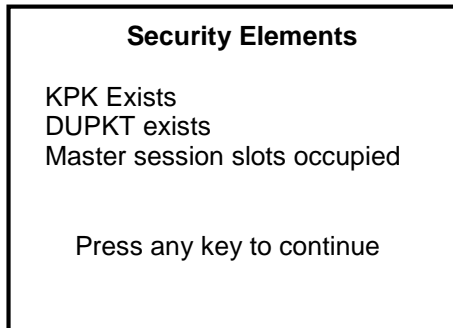 Security Elements
KPK Exists
DUPKT exists
Master session slots occupied
Press any key to continue